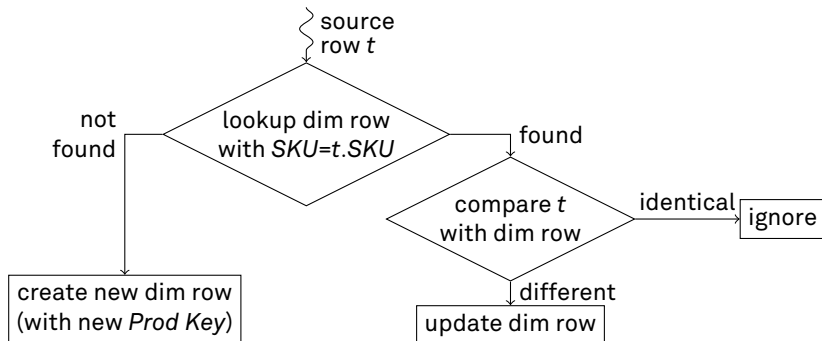 source
row t
lookup dim row
with SKU=t.SKU
not
found
found
compare t
with dim row
identical
ignore
create new dim row
(with new Prod Key)
different
update dim row